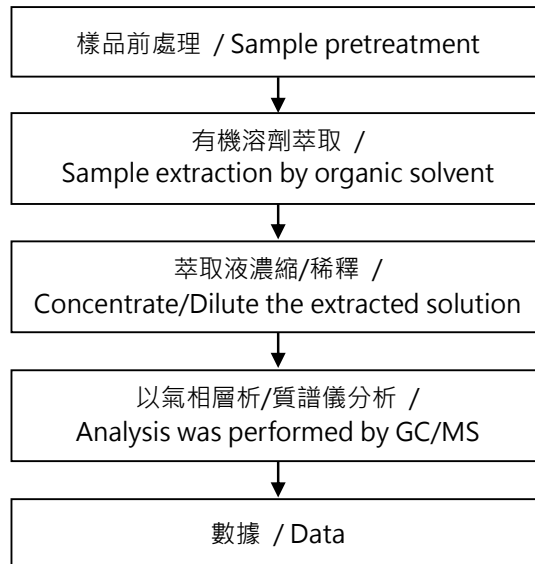 樣品前處理 / Sample pretreatment
有機溶劑萃取 /
Sample extraction by organic solvent
萃取液濃縮/稀釋 /
Concentrate/Dilute the extracted solution
以氣相層析/質譜儀分析 /
Analysis was performed by GC/MS
數據 / Data